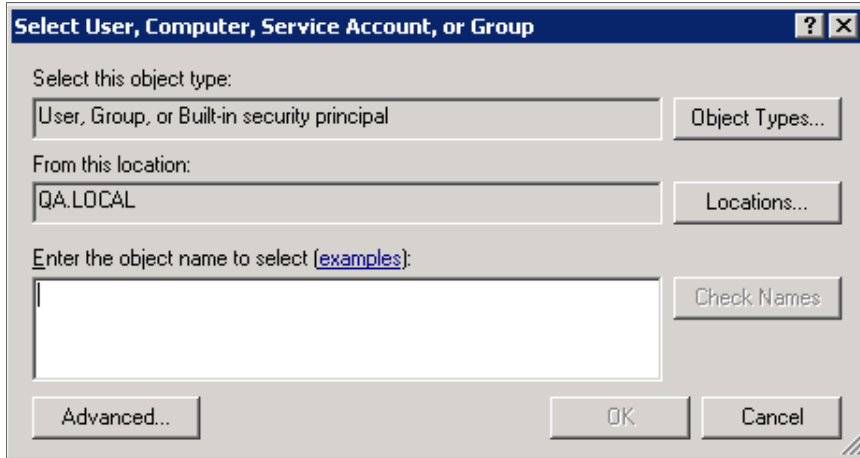 Select User, Computer, Service Account, or Group
Select this object type:
User, Group, or Built-in security principal
Object Types...
From this location:
QA.LOCAL
Locations...
Enter the object name to select (examples):
Check Names
Advanced...
OK
Cancel